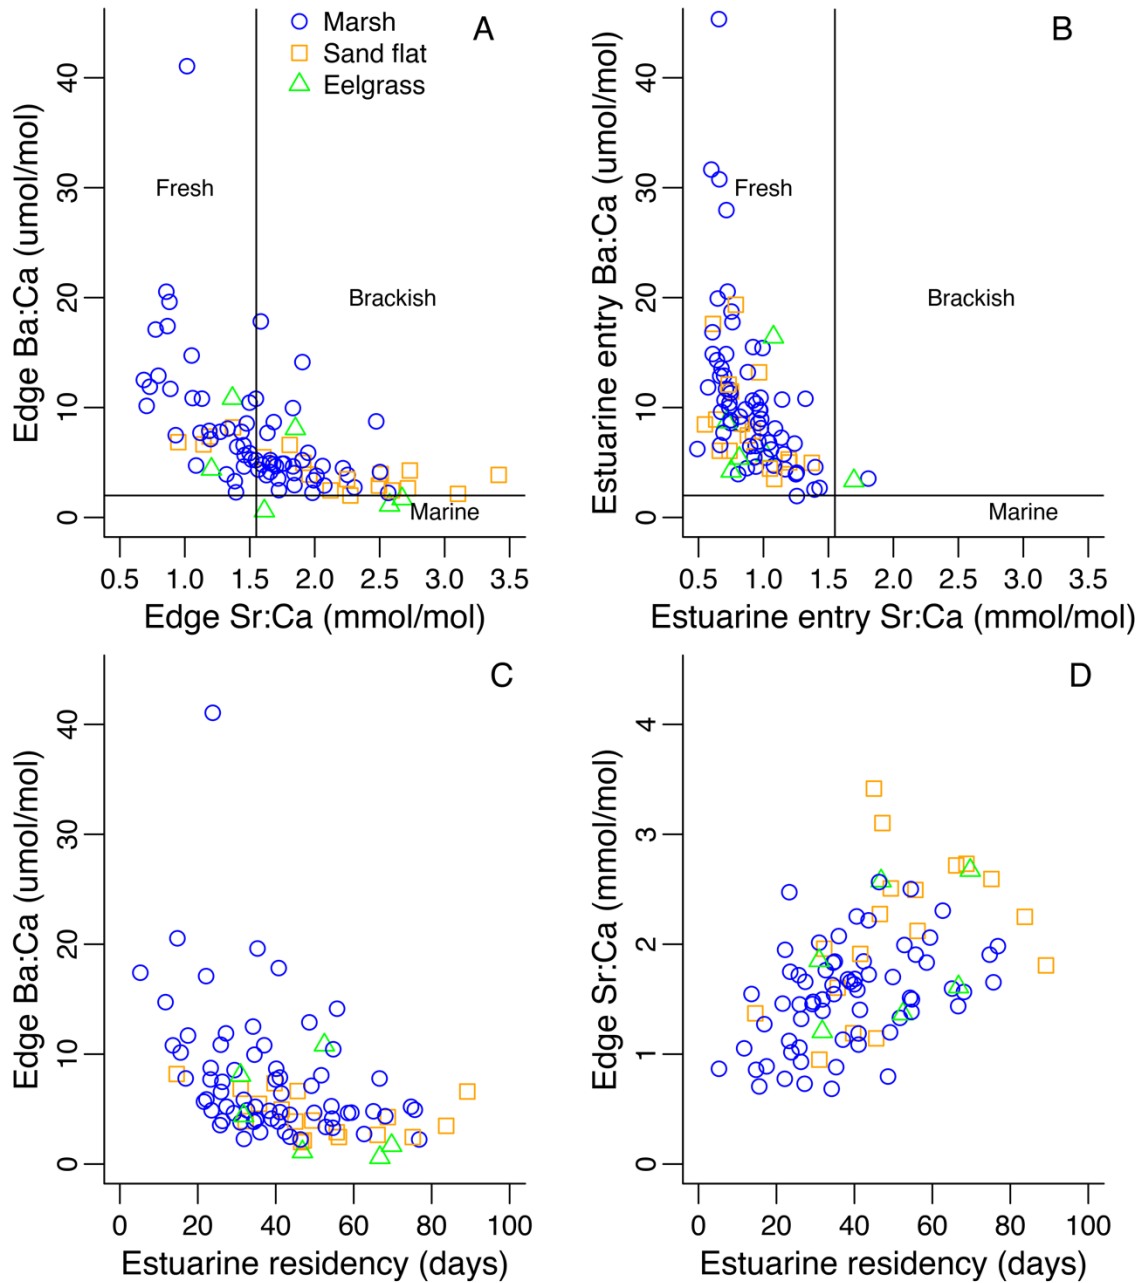 A
Marsh
Sand flat
Eelgrass
Edge Ba:Ca (umol/mol)
0 10 20 30 40
Fresh
Brackish
Marine
0.5 1.0 1.5 2.0 2.5 3.0 3.5
Edge Sr:Ca (mmol/mol)
B
Estuarine entry Ba:Ca (umol/mol)
0 10 20 30 40
Fresh
Brackish
Marine
0.5 1.0 1.5 2.0 2.5 3.0 3.5
Estuarine entry Sr:Ca (mmol/mol)
C
Edge Ba:Ca (umol/mol)
0 10 20 30 40
0 20 40 60 80 100
Estuarine residency (days)
D
Edge Sr:Ca (mmol/mol)
0 1 2 3 4
0 20 40 60 80 100
Estuarine residency (days)